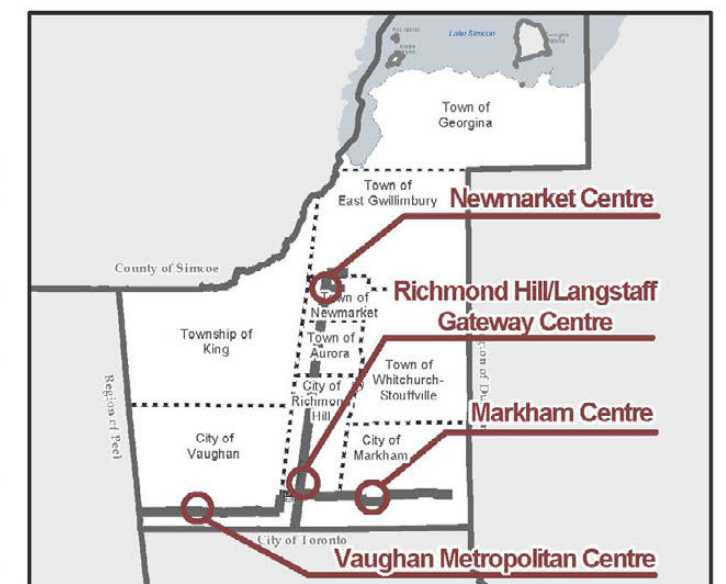 Lake Simcoe
Town of
Georgina
Town of
East Gwillimbury
Newmarket Centre
County of Simcoe
Town of
Newmarket
Richmond Hill/Langstaff
Gateway Centre
Township of
King
Town of
Aurora
Town of
Whitchurch-
Stouffville
City of
Richmond
Hill
Region of Peel
Markham Centre
City of
Vaughan
City of
Markham
City of Toronto
Vaughan Metropolitan Centre